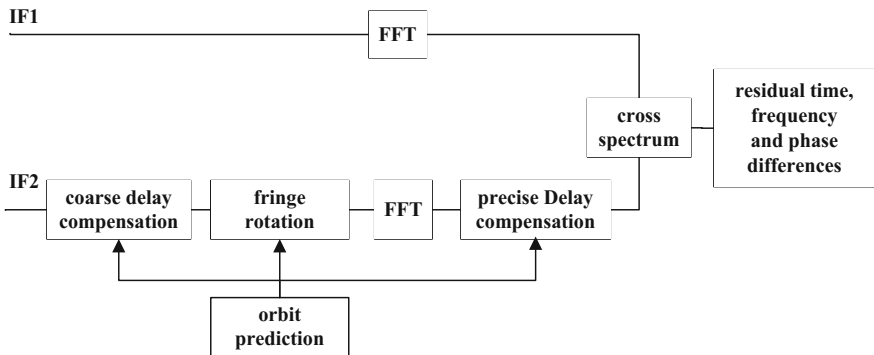 IF1
FFT
residual time,
frequency
and phase
differences
cross
spectrum
IF2
coarse delay
compensation
fringe
rotation
FFT
precise Delay
compensation
orbit
prediction